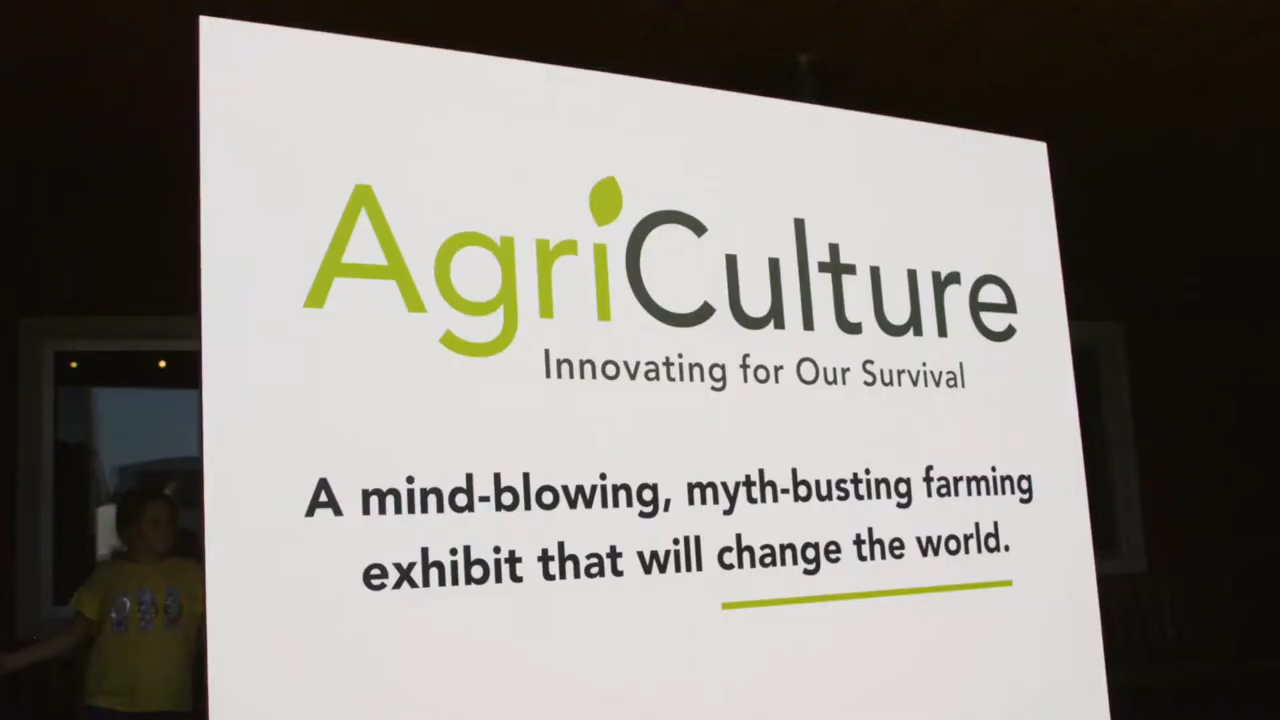 AgriCulture
Innovating for Our Survival
A mind-blowing, myth-busting farming
exhibit that will change the world.